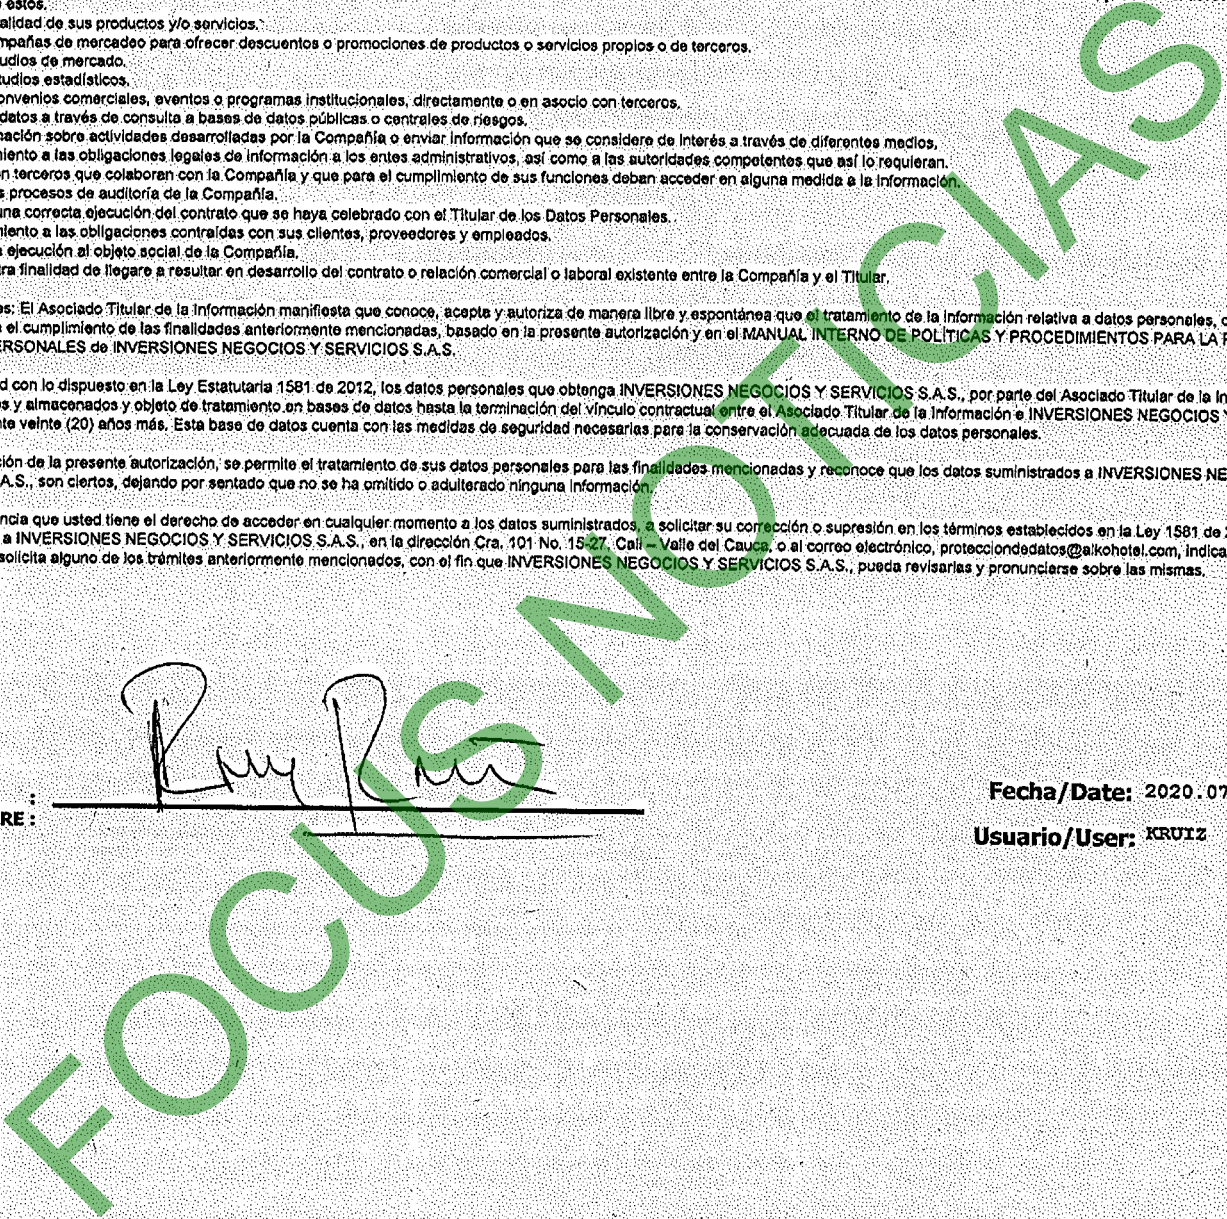 estos.
alidad de sus productos y/o servicios.
mpañas de mercadeo para ofrecer descuentos o promociones de productos o servicios propios o de terceros.
udios de mercado.
tudios estadísticos.
onvenios comerciales, eventos o programas institucionales, directamente o en asocio con terceros.
datos a través de consulta a bases de datos públicas o centrales de riesgos.
mación sobre actividades desarrolladas por la Compañía o enviar información que se considere de interés a través de diferentes medios.
miento a las obligaciones legales de información a los entes administrativos, así como a las autoridades competentes que así lo requieran.
n terceros que colaboran con la Compañía y que para el cumplimiento de sus funciones deban acceder en alguna medida a la información.
s procesos de auditoría de la Compañía.
una correcta ejecución del contrato que se haya celebrado con el Titular de los Datos Personales.
miento a las obligaciones contraídas con sus clientes, proveedores y empleados.
ejecución al objeto social de la Compañía.
tra finalidad de llegare a resultar en desarrollo del contrato o relación comercial o laboral existente entre la Compañía y el Titular.
es: El Asociado Titular de la Información manifiesta que conoce, acepta y autoriza de manera libre y espontánea que el tratamiento de la información relativa a datos personales,
el cumplimiento de las finalidades anteriormente mencionadas, basado en la presente autorización y en el MANUAL INTERNO DE POLÍTICAS Y PROCEDIMIENTOS PARA LA P
ERSONALES de INVERSIONES NEGOCIOS Y SERVICIOS S.A.S.
d con lo dispuesto en la Ley Estatutaria 1581 de 2012, los datos personales que obtenga INVERSIONES NEGOCIOS Y SERVICIOS S.A.S., por parte del Asociado Titular de la In
s y almacenados y objeto de tratamiento en bases de datos hasta la terminación del vínculo contractual entre el Asociado Titular de la Información e INVERSIONES NEGOCIOS Y
nte veinte (20) años más. Esta base de datos cuenta con las medidas de seguridad necesarias para la conservación adecuada de los datos personales.
ción de la presente autorización, se permite el tratamiento de sus datos personales para las finalidades mencionadas y reconoce que los datos suministrados a INVERSIONES NE
A.S., son ciertos, dejando por sentado que no se ha omitido o adulterado ninguna información.
ncia que usted tiene el derecho de acceder en cualquier momento a los datos suministrados, a solicitar su corrección o supresión en los términos establecidos en la Ley 1581 de 2
a INVERSIONES NEGOCIOS Y SERVICIOS S.A.S., en la dirección Cra. 101 No. 15-27 Cali - Valle del Cauca, o al correo electrónico, protecciondedatos@alkohotel.com, indica
solicita alguno de los trámites anteriormente mencionados, con el fin que INVERSIONES NEGOCIOS Y SERVICIOS S.A.S., pueda revisarlas y pronunciarse sobre las mismas.
:
RE:
Fecha/Date: 2020.07
Usuario/User: KRUIZ
FOCUS NOTICIAS